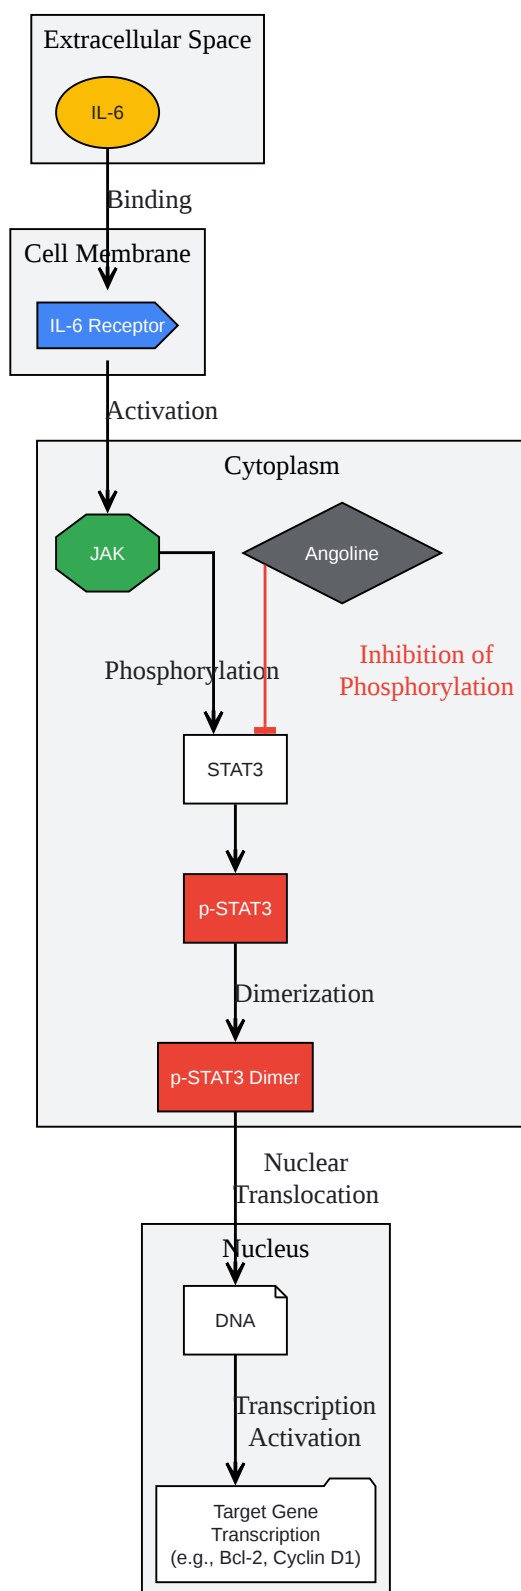 Extracellular Space
IL-6
Binding
Cell Membrane
IL-6 Receptor
Activation
Cytoplasm
JAK
Angoline
Phosphorylation
Inhibition of
Phosphorylation
STAT3
p-STAT3
Dimerization
p-STAT3 Dimer
Nuclear
Translocation
Nucleus
DNA
Transcription
Activation
Target Gene
Transcription
(e.g., Bcl-2, Cyclin D1)